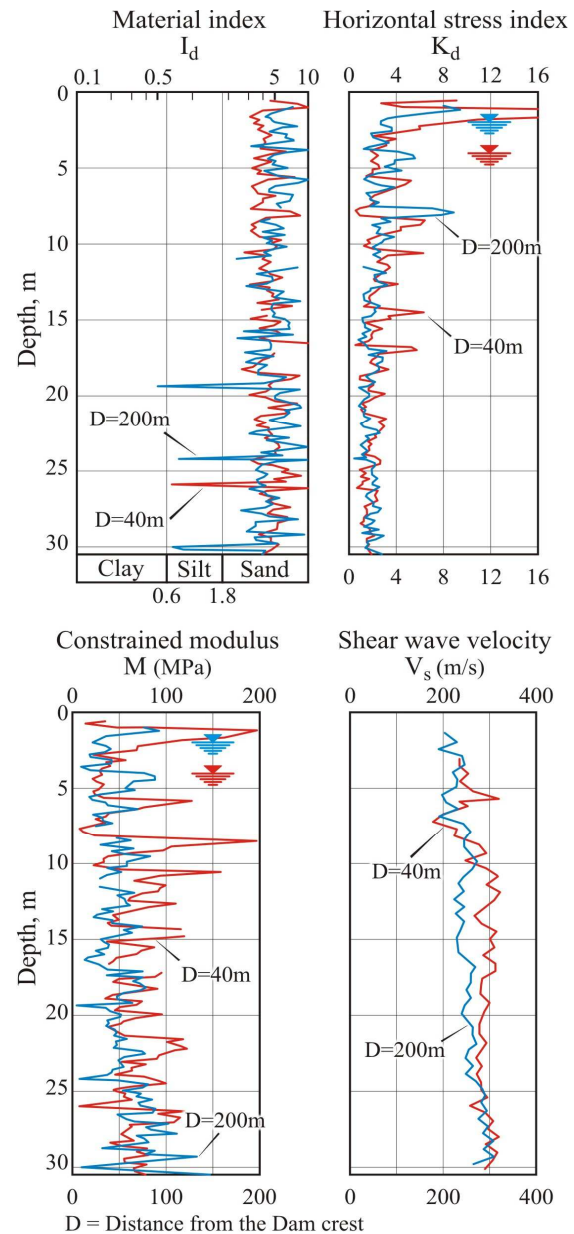 Material index
I_d
0.1 0.5 5 10
Horizontal stress index
K_d
0 4 8 12 16
Depth, m
0
5
10
15
20
25
30
D=200m
D=40m
D=200m
D=40m
Clay Silt Sand
0.6 1.8
0 4 8 12 16
Constrained modulus
M (MPa)
0 100 200
Shear wave velocity
V_s (m/s)
0 200 400
Depth, m
0
5
10
15
20
25
30
D=40m
D=200m
D=40m
D=200m
0 100 200
0 200 400
D = Distance from the Dam crest